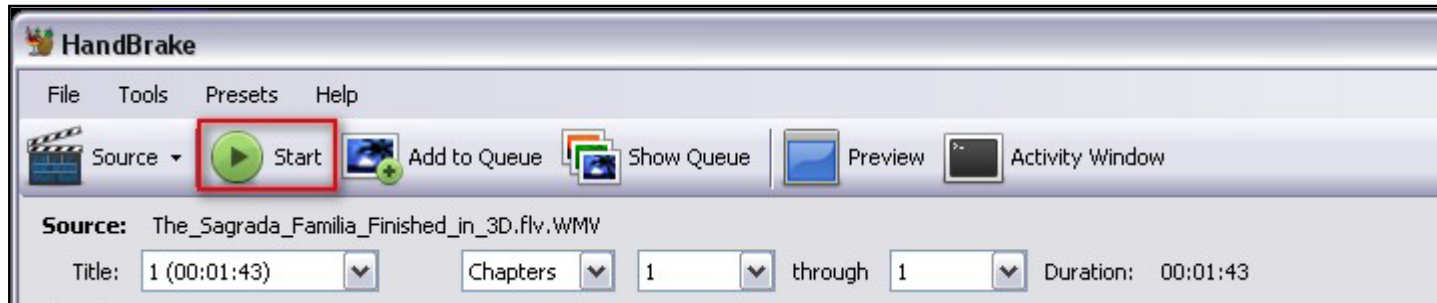 HandBrake
File Tools Presets Help
Source Start Add to Queue Show Queue Preview Activity Window
Source: The_Sagrada_Familia_Finished_in_3D.flv.WMV
Title: 1 (00:01:43) Chapters 1 through 1 Duration: 00:01:43